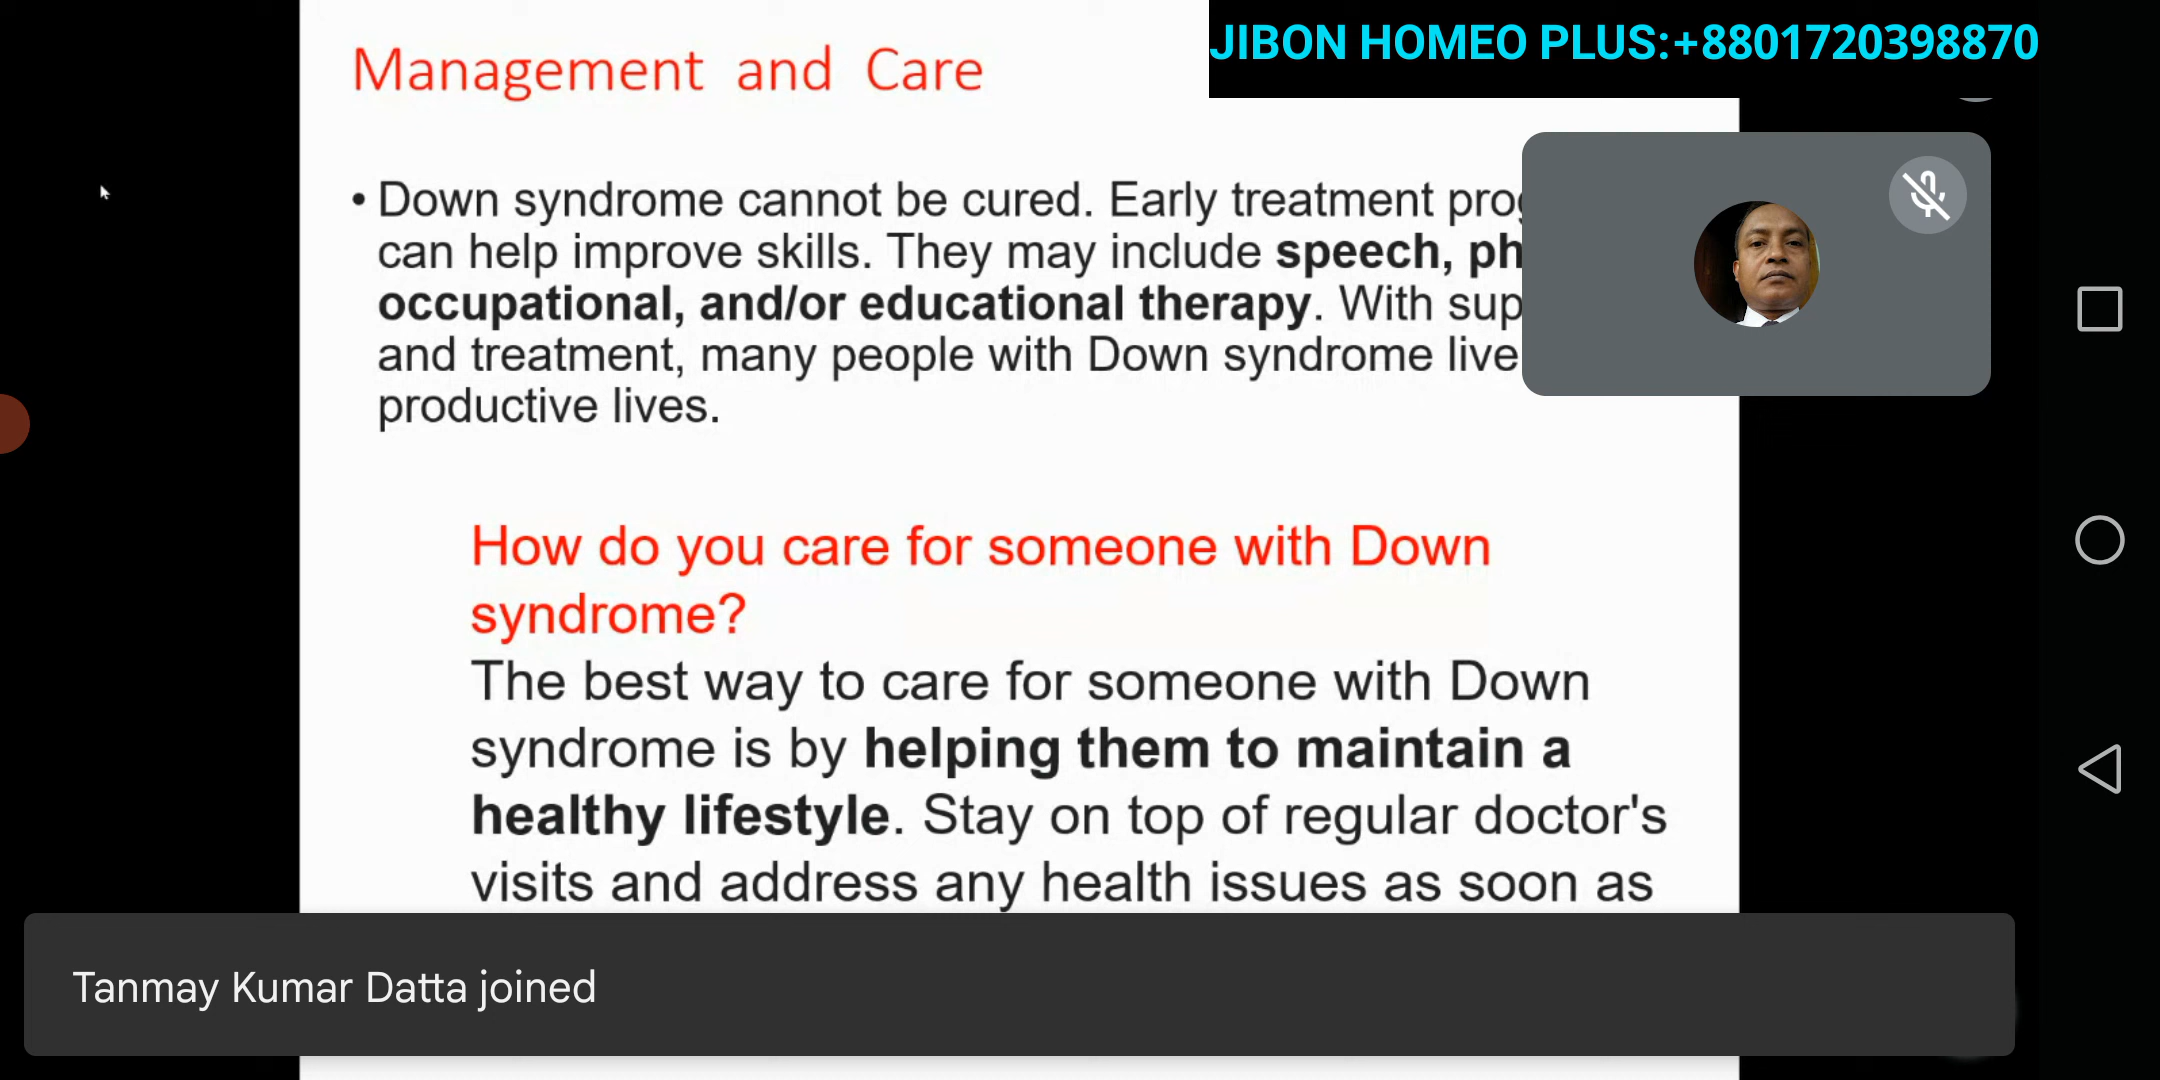 Management and Care
JIBON HOMEO PLUS:+8801720398870
• Down syndrome cannot be cured. Early treatment
can help improve skills. They may include speech,
occupational, and/or educational therapy. With
and treatment, many people with Down syndrome live
productive lives.
How do you care for someone with Down
syndrome?
The best way to care for someone with Down
syndrome is by helping them to maintain a
healthy lifestyle. Stay on top of regular doctor's
visits and address any health issues as soon as
Tanmay Kumar Datta joined